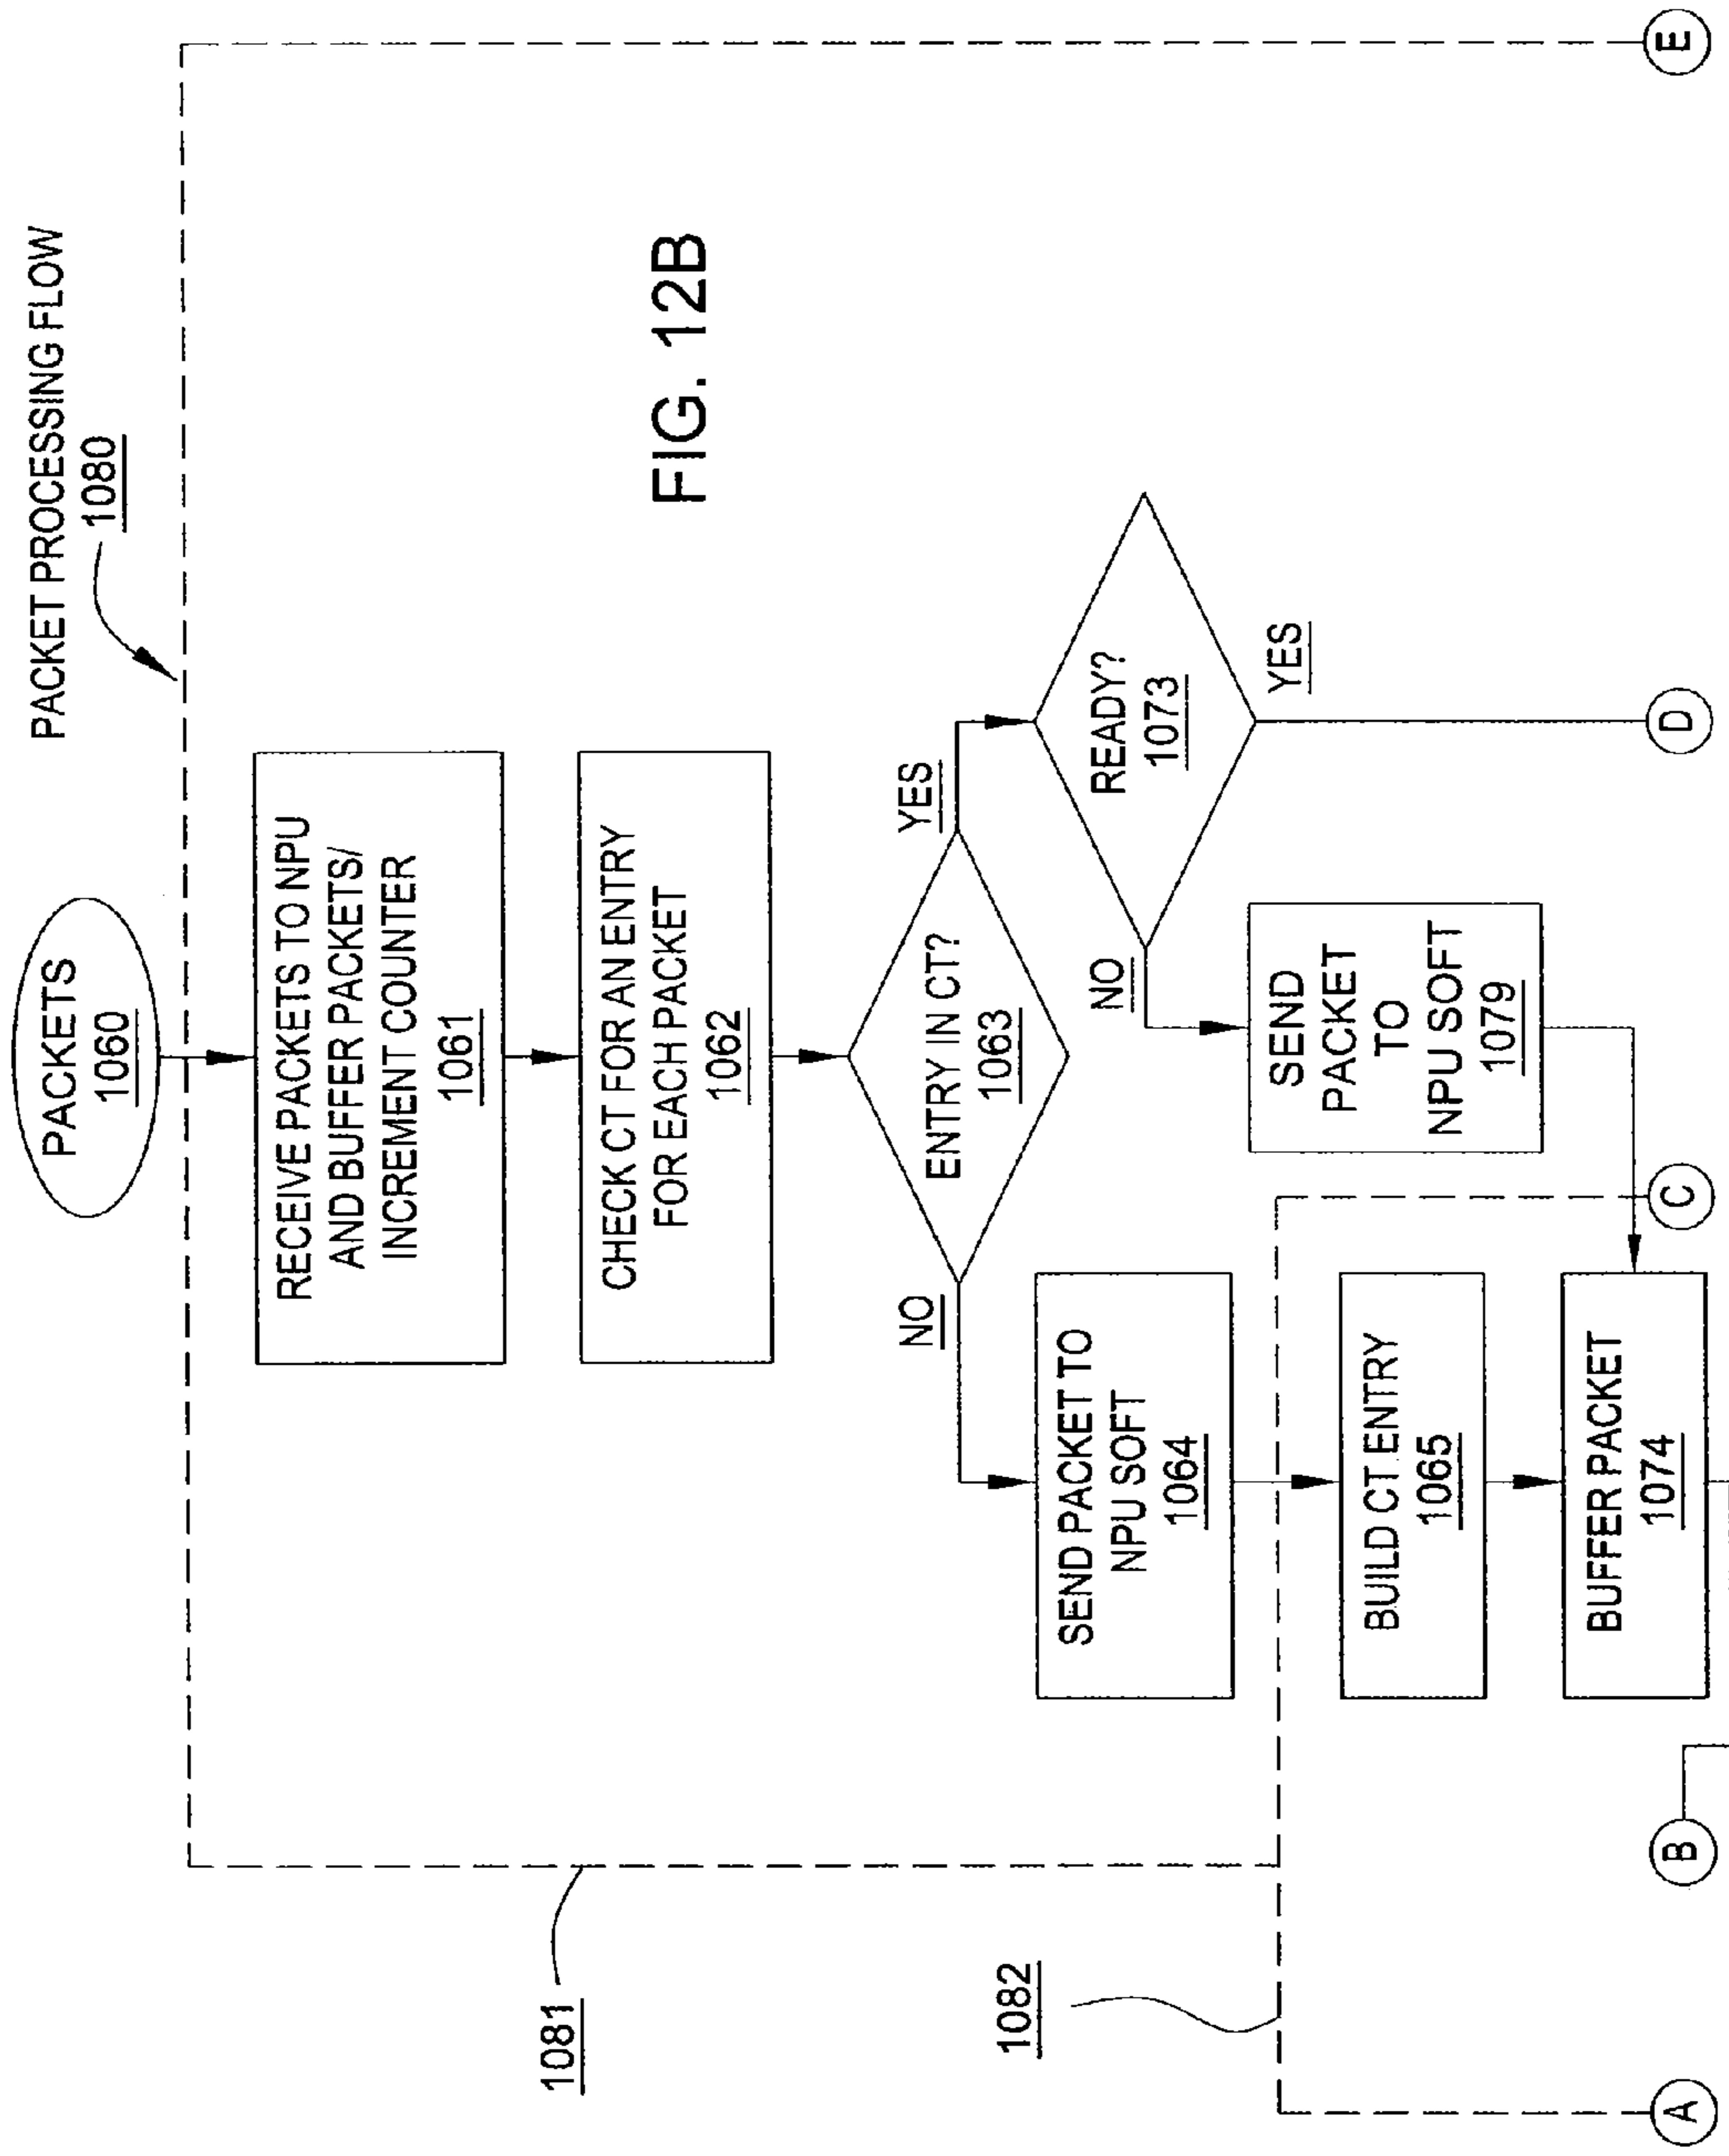 PACKET PROCESSING FLOW
1080
PACKETS
1060
RECEIVE PACKETS TO NPU
AND BUFFER PACKETS/
INCREMENT COUNTER
1061
CHECK CT FOR AN ENTRY
FOR EACH PACKET
1062
FIG. 12B
1081
ENTRY IN CT?
1063
NO
YES
READY?
1073
NO
YES
SEND PACKET TO
NPU SOFT
1064
SEND
PACKET
TO
NPU SOFT
1079
1082
BUILD CT ENTRY
1065
BUFFER PACKET
1074
A
B
C
D
E